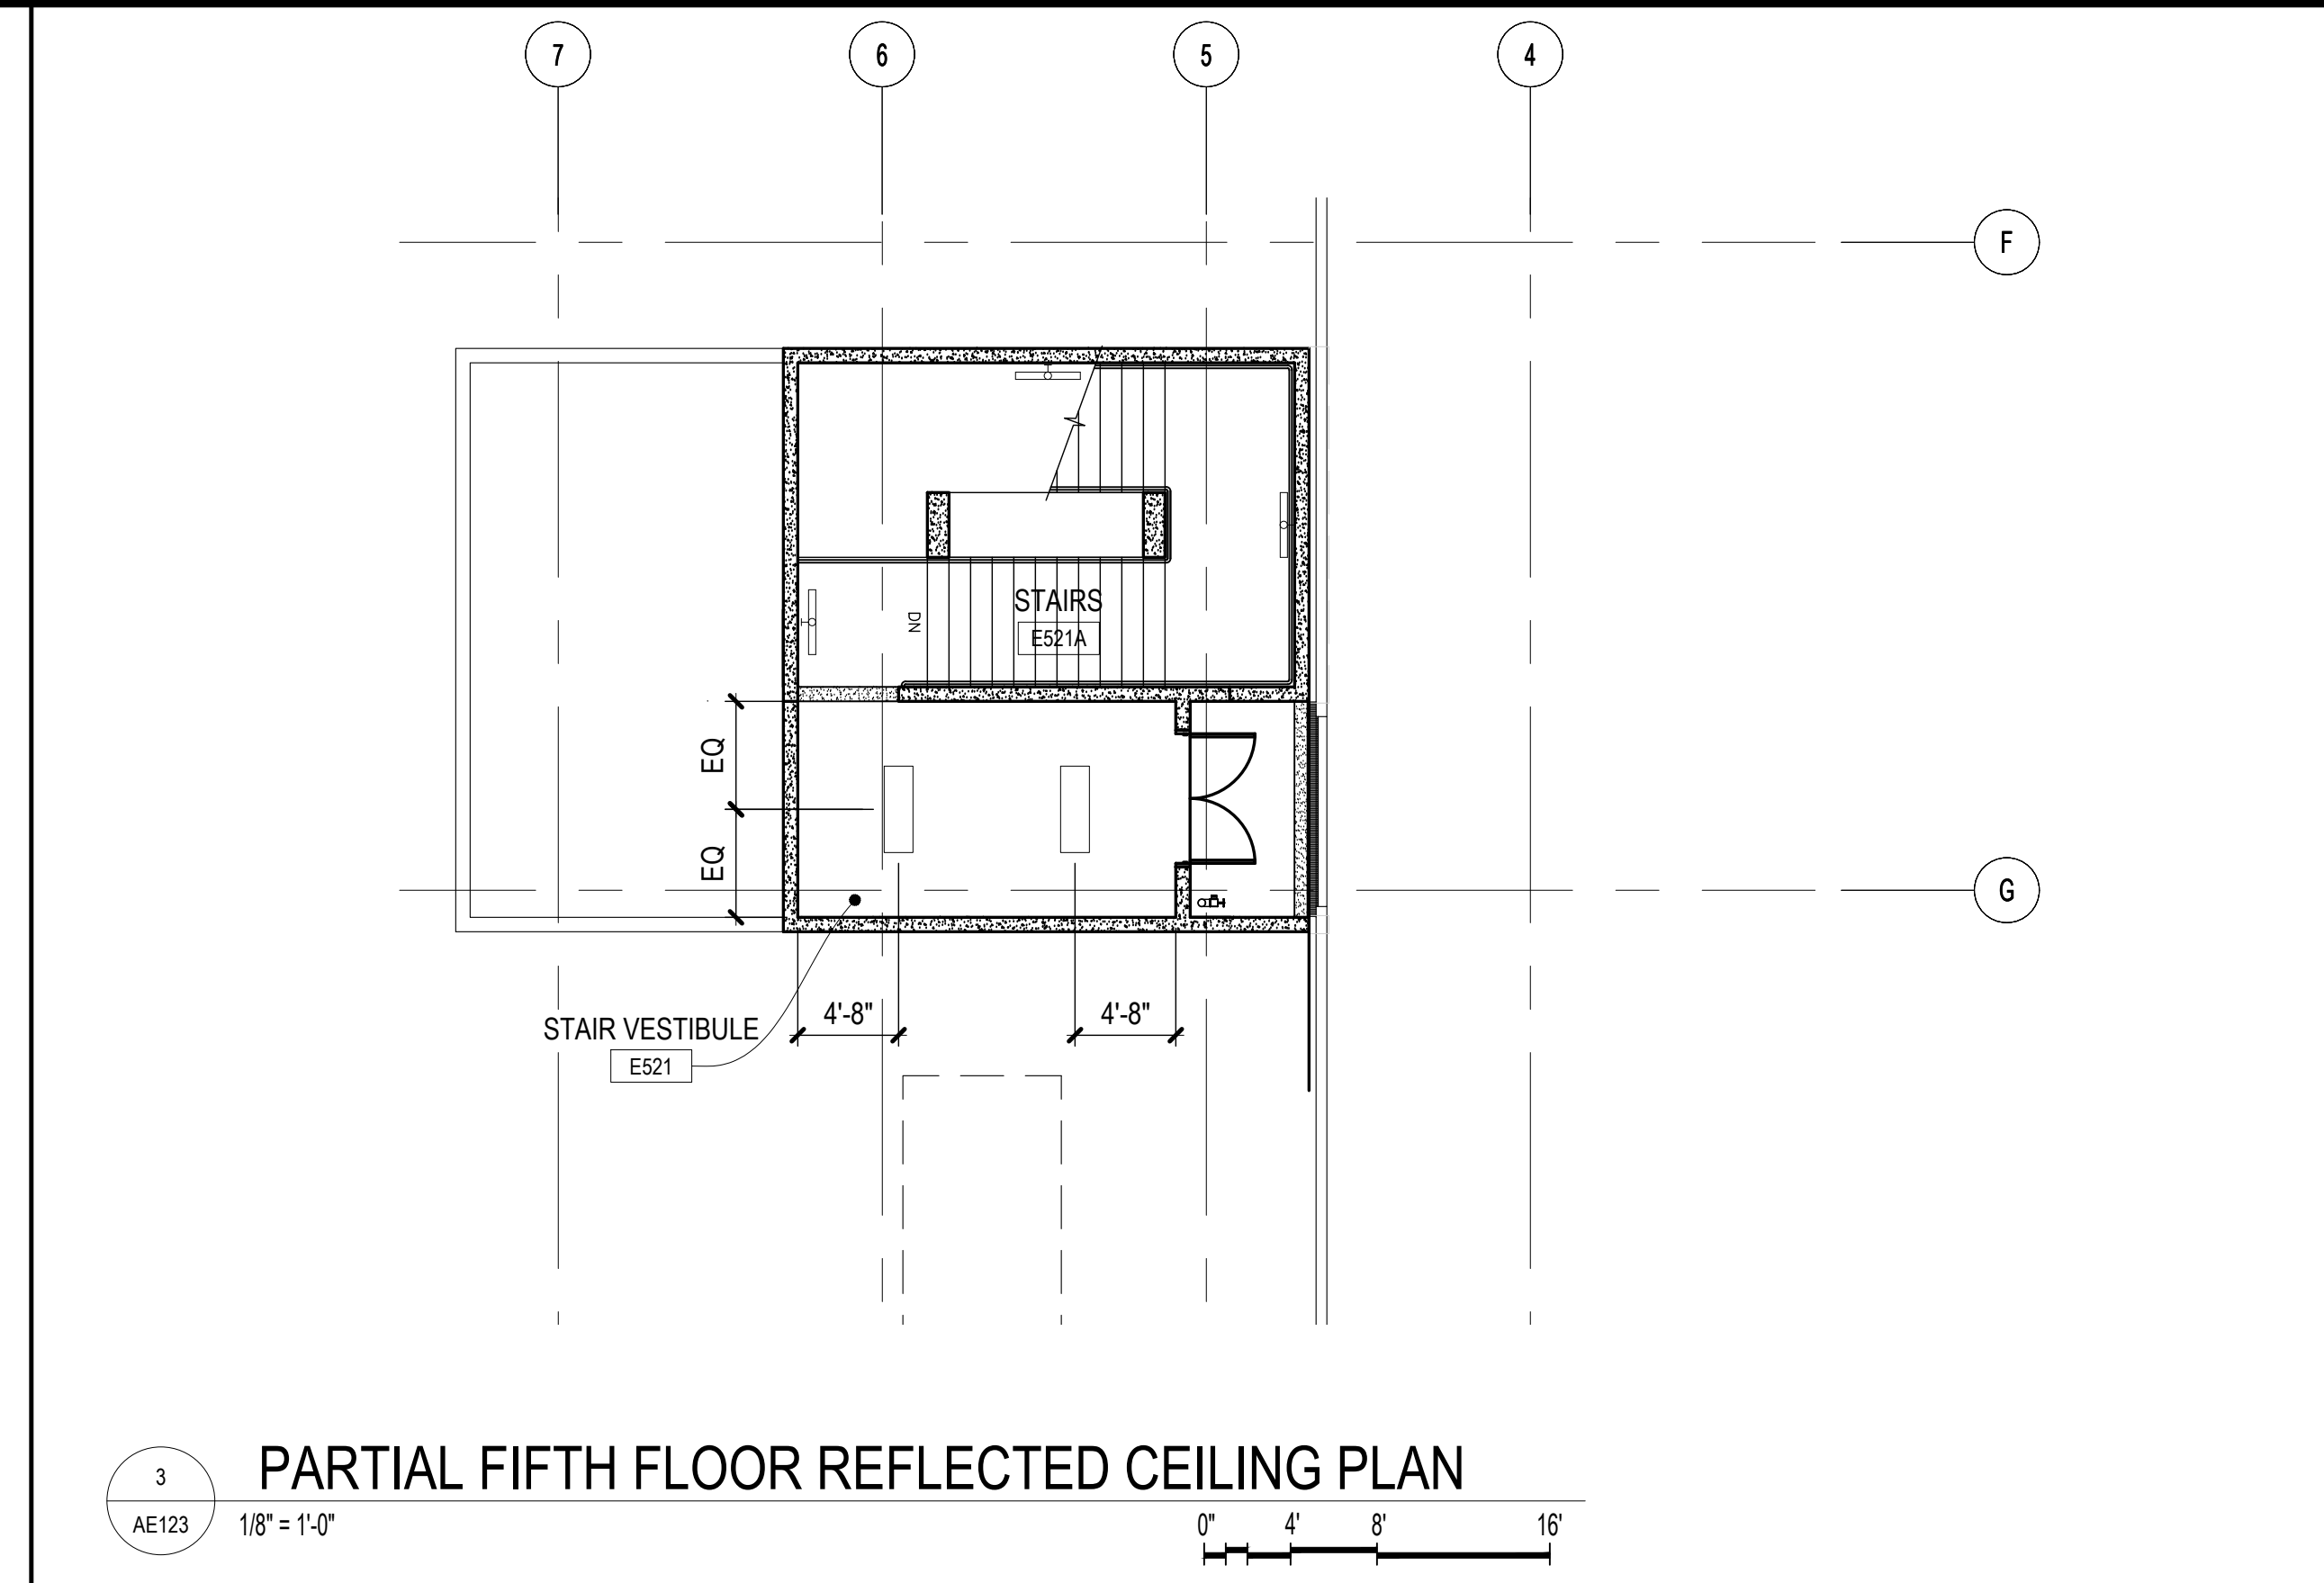 7
6
5
4
F
DN
STAIRS
E521A
EQ
EQ
G
4'-8"
4'-8"
STAIR VESTIBULE
E521
3
AE123
PARTIAL FIFTH FLOOR REFLECTED CEILING PLAN
1/8" = 1'-0"
0" 4' 8' 16'